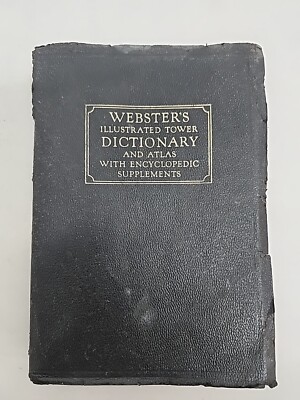 WEBSTER'S
ILLUSTRATED TOWER
DICTIONARY
AND ATLAS
WITH ENCYCLOPEDIC
SUPPLEMENTS